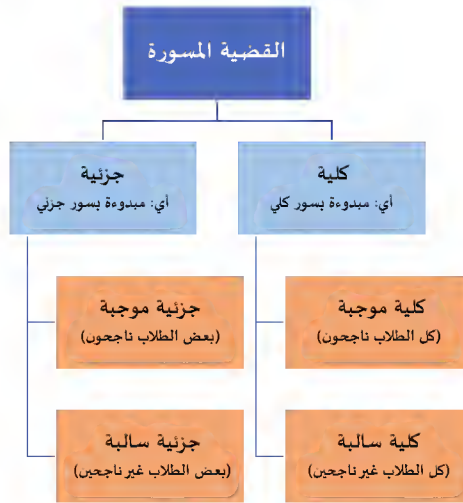 القضية المسورة
كلية
أي: مبدوءة بسور كلي
جزئية
أي: مبدوءة بسور جزئي
كلية موجبة
(كل الطلاب ناجحون)
جزئية موجبة
(بعض الطلاب ناجحون)
كلية سالبة
(كل الطلاب غير ناجحين)
جزئية سالبة
(بعض الطلاب غير ناجحين)